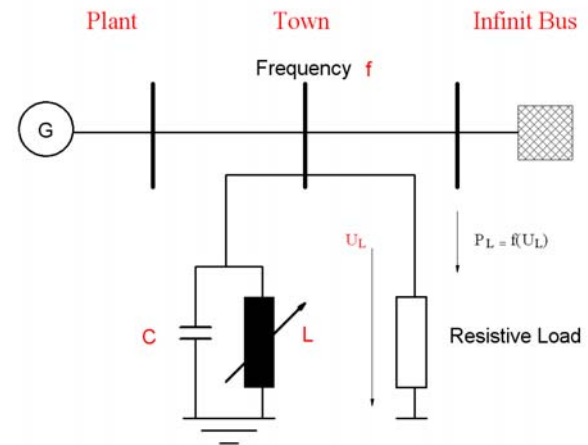 Plant Town Infinit Bus
Frequency f
G
U_L P_L = f(U_L)
C L Resistive Load